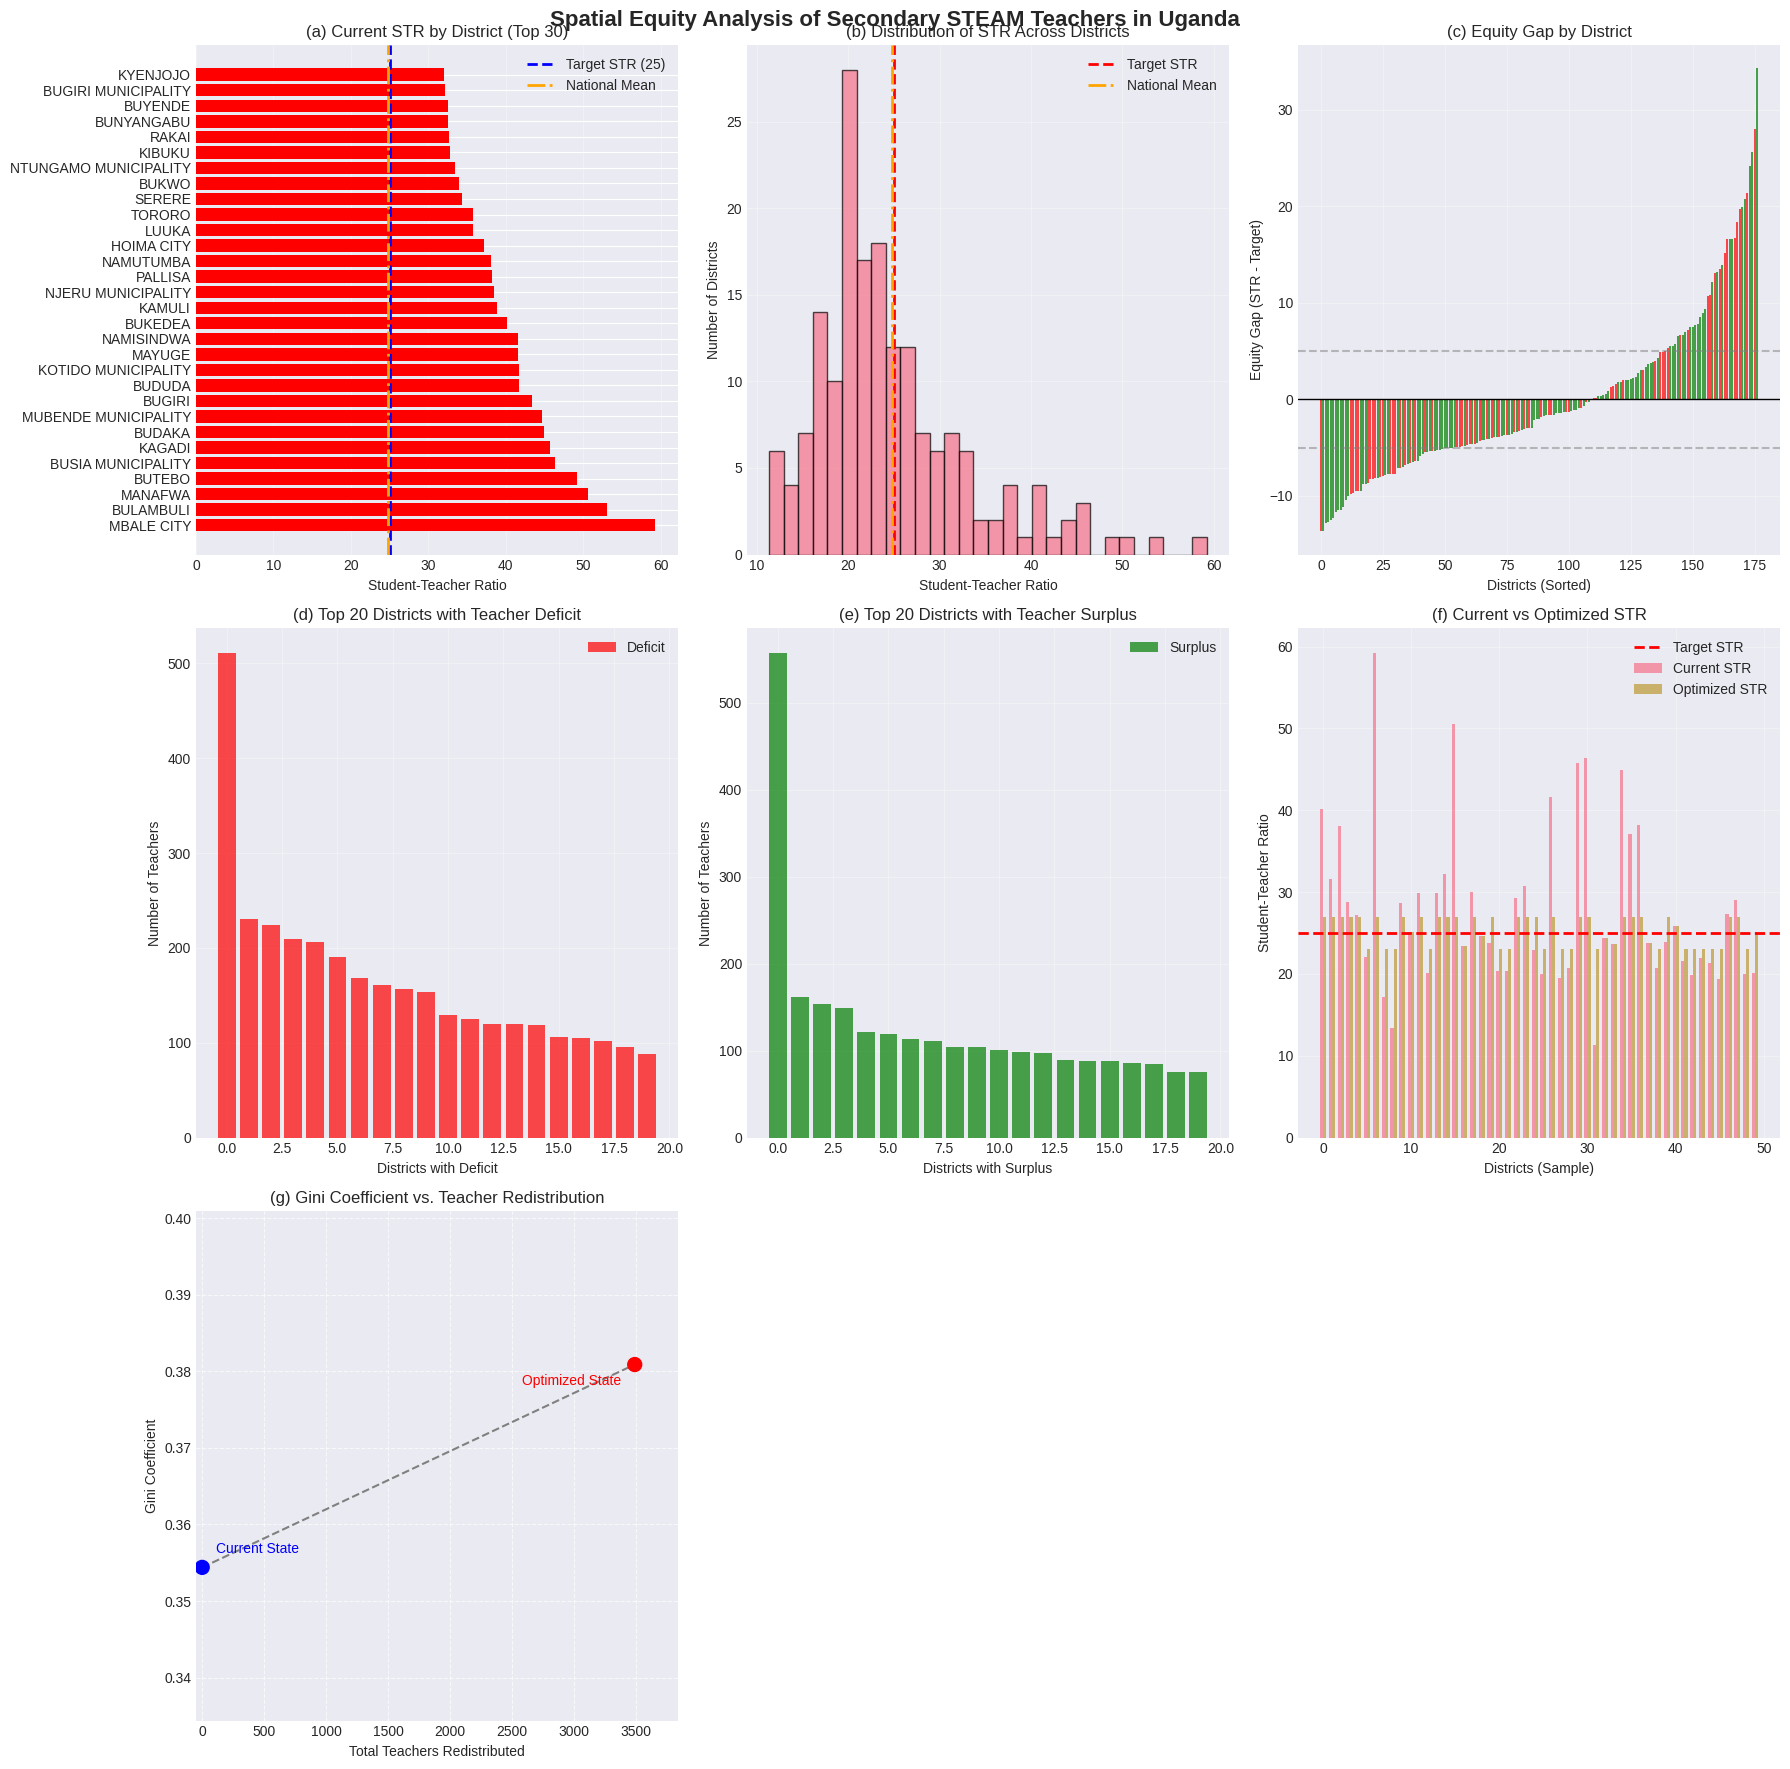 Spatial Equity Analysis of Secondary STEAM Teachers in Uganda
(a) Current STR by District (Top 30)
Target STR (25)
National Mean
KYENJOJO
BUGIRI MUNICIPALITY
BUYENDE
BUNYANGABU
RAKAI
KIBUKU
NTUNGAMO MUNICIPALITY
BUKWO
SERERE
TORORO
LUUKA
HOIMA CITY
NAMUTUMBA
PALLISA
NJERU MUNICIPALITY
KAMULI
BUKEDEA
NAMISINDWA
MAYUGE
KOTIDO MUNICIPALITY
BUDUDA
BUGIRI
MUBENDE MUNICIPALITY
BUDAKA
KAGADI
BUSIA MUNICIPALITY
BUTEBO
MANAFWA
BULAMBULI
MBALE CITY
0 10 20 30 40 50 60
Student-Teacher Ratio
(b) Distribution of STR Across Districts
Target STR
National Mean
Number of Districts
25
20
15
10
5
0
10 20 30 40 50 60
Student-Teacher Ratio
(c) Equity Gap by District
Equity Gap (STR - Target)
30
20
10
0
−10
0 25 50 75 100 125 150 175
Districts (Sorted)
(d) Top 20 Districts with Teacher Deficit
Deficit
Number of Teachers
500
400
300
200
100
0
0.0 2.5 5.0 7.5 10.0 12.5 15.0 17.5 20.0
Districts with Deficit
(e) Top 20 Districts with Teacher Surplus
Surplus
Number of Teachers
500
400
300
200
100
0
0.0 2.5 5.0 7.5 10.0 12.5 15.0 17.5 20.0
Districts with Surplus
(f) Current vs Optimized STR
Target STR
Current STR
Optimized STR
Student-Teacher Ratio
60
50
40
30
20
10
0
0 10 20 30 40 50
Districts (Sample)
(g) Gini Coefficient vs. Teacher Redistribution
Gini Coefficient
0.40
0.39
0.38
0.37
0.36
0.35
0.34
Optimized State
Current State
0 500 1000 1500 2000 2500 3000 3500
Total Teachers Redistributed